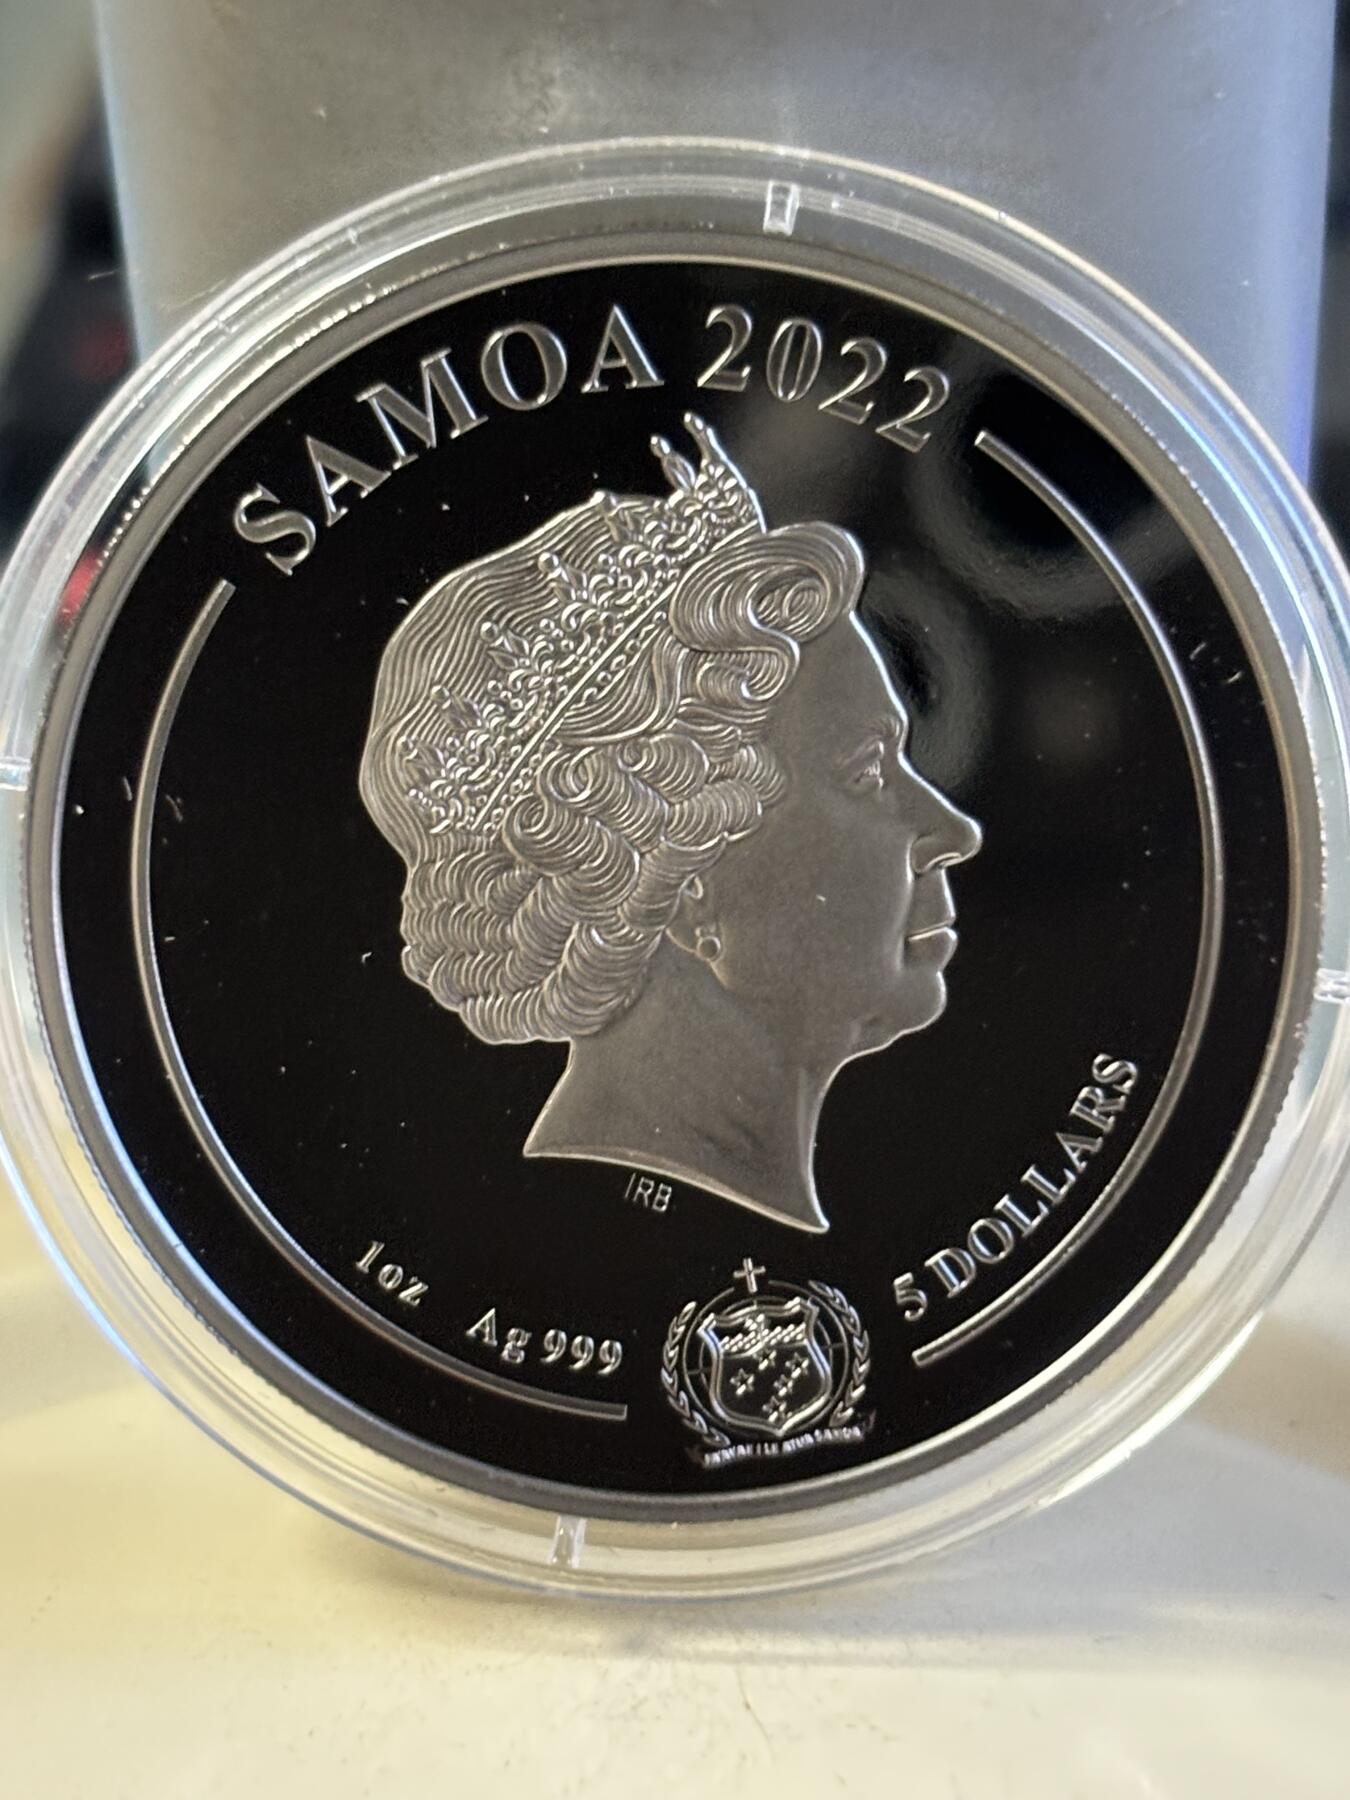 SAMOA 2022
IRB
1oz Ag 999
5 DOLLARS